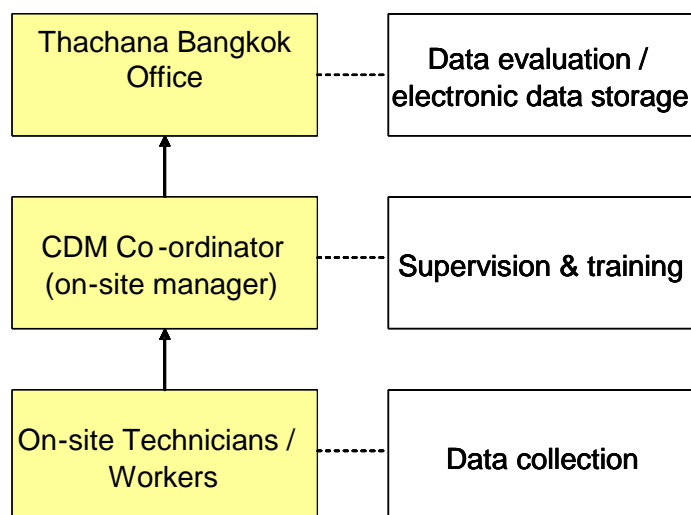 Thachana Bangkok
Office
Data evaluation /
electronic data storage
CDM Co-ordinator
(on-site manager)
Supervision & training
On-site Technicians /
Workers
Data collection